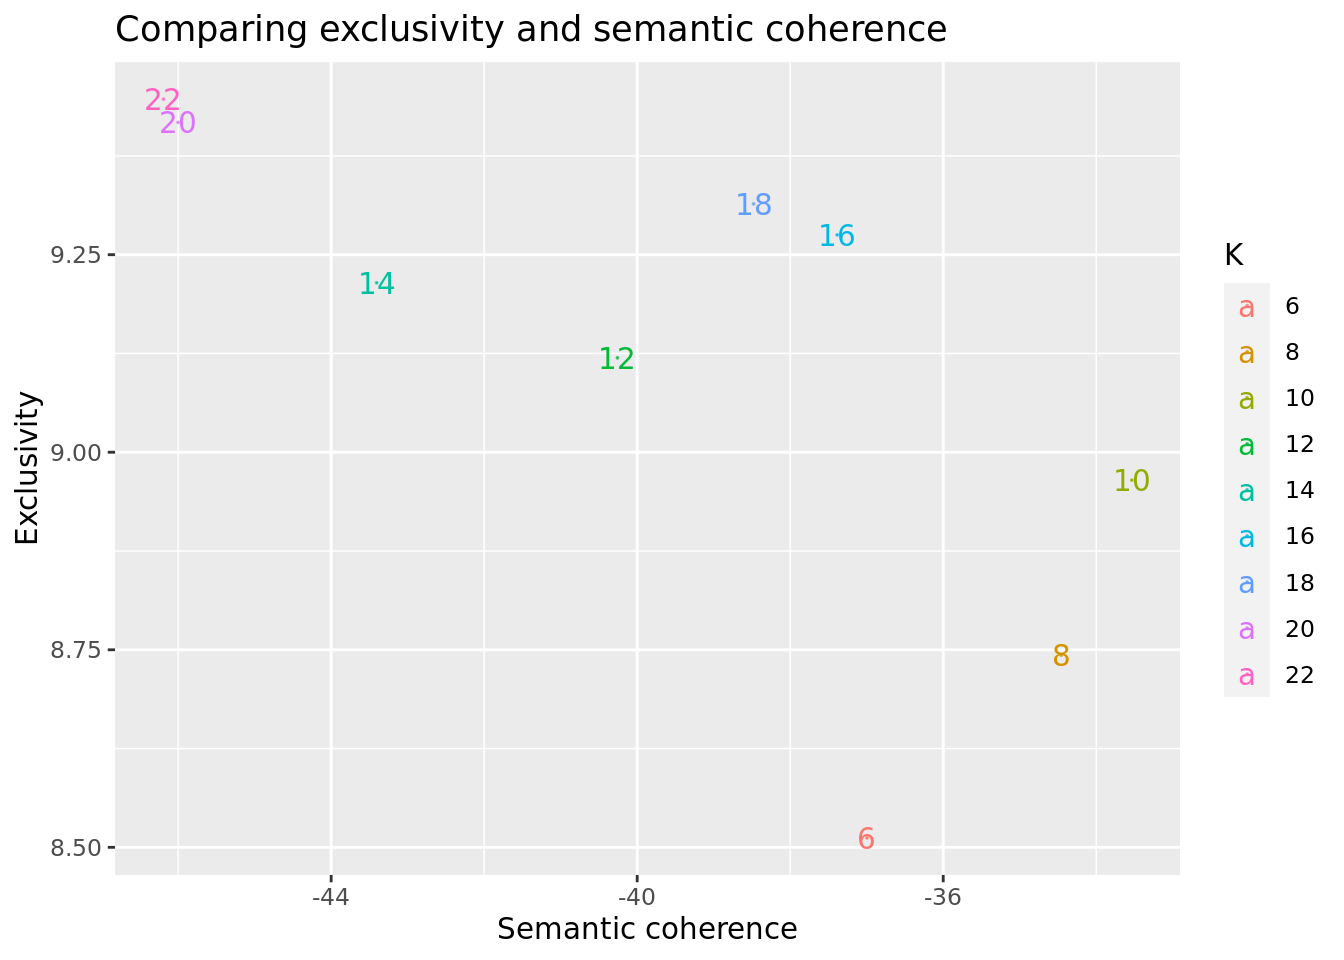 Comparing exclusivity and semantic coherence
22
20
18
16
9.25
14
12
9.00
10
8.75
8
8.50
6
-44
-40
-36
Exclusivity
Semantic coherence
K
a 6
a 8
a 10
a 12
a 14
a 16
a 18
a 20
a 22